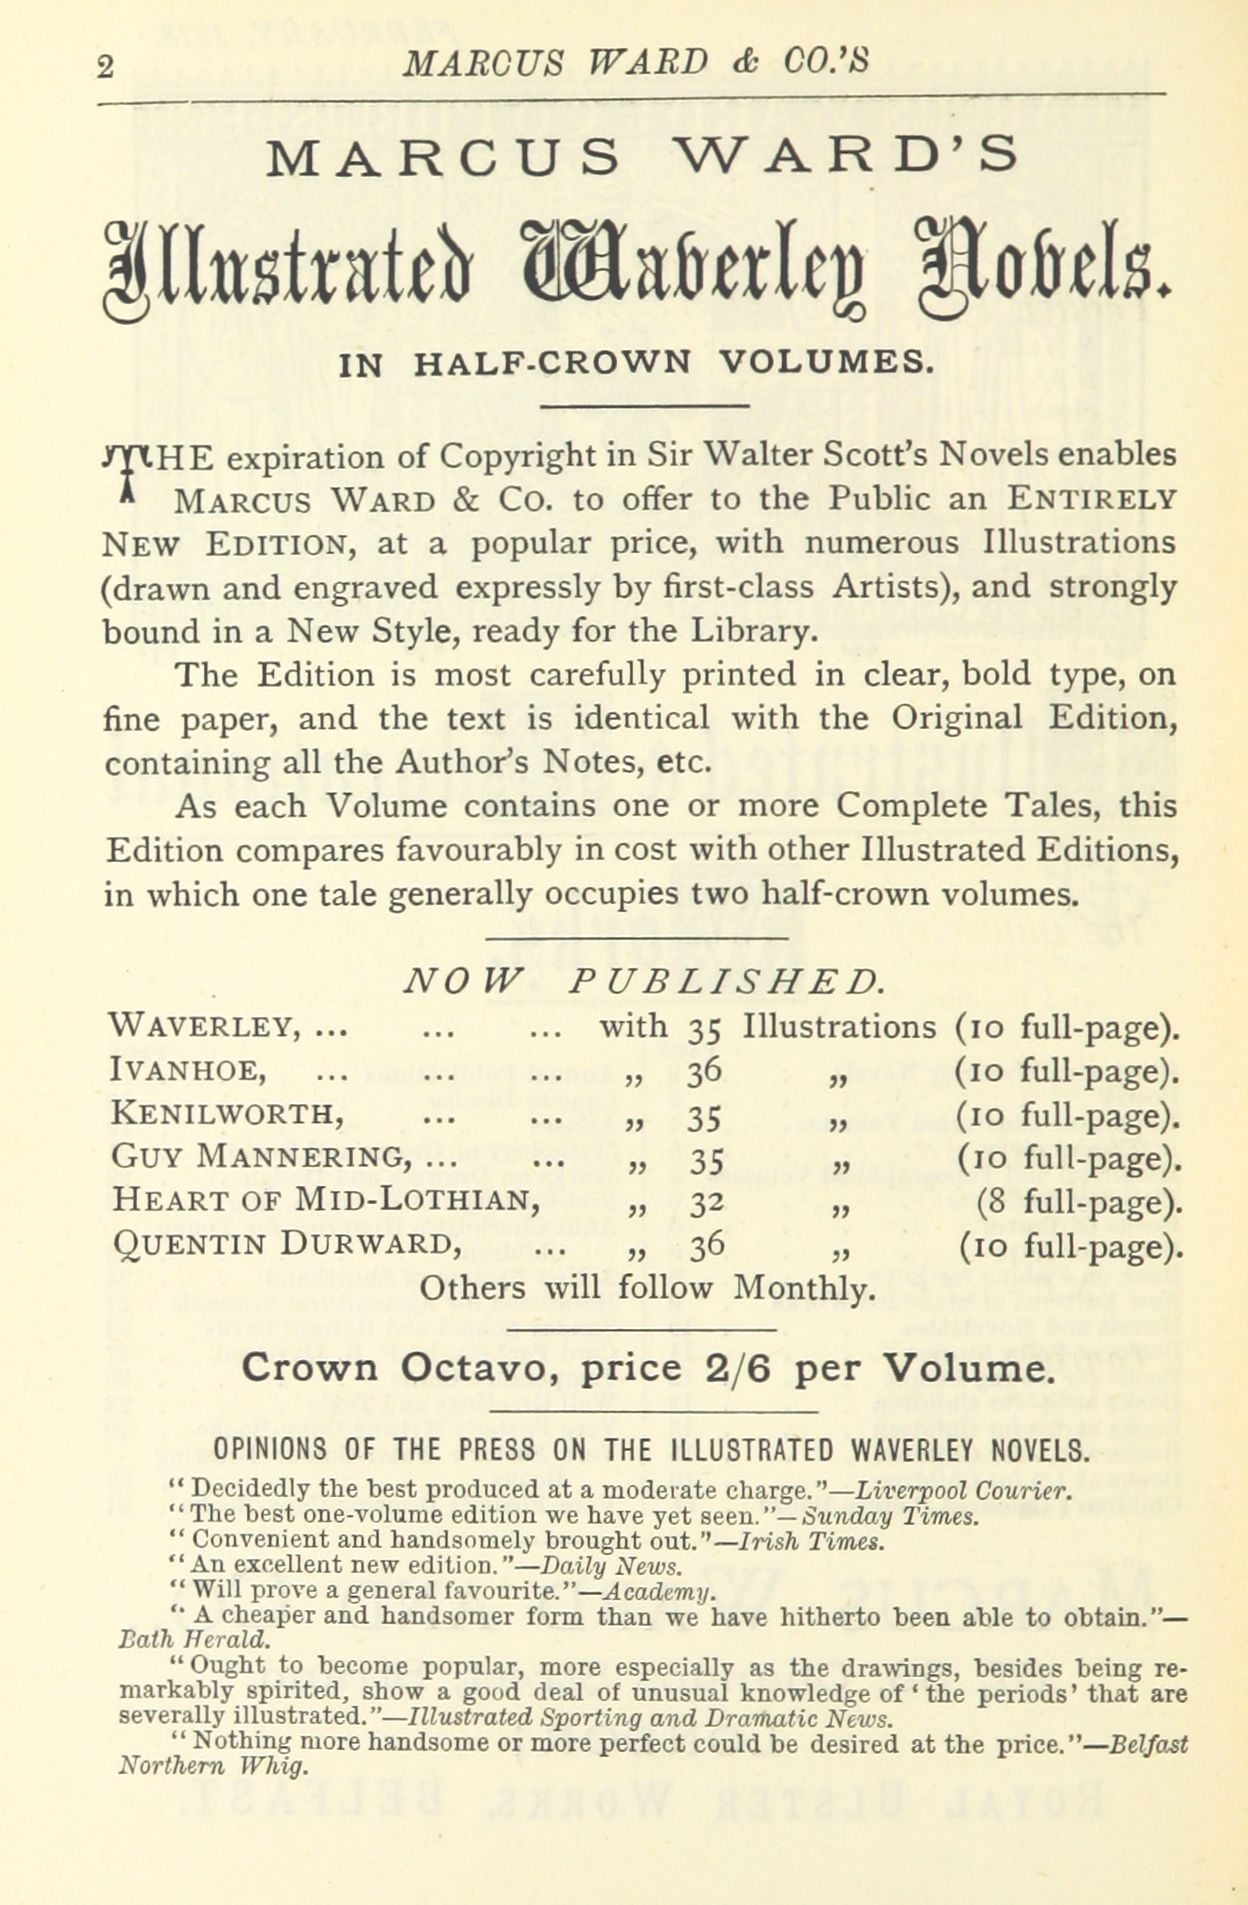 2 MARCUS WARD & CO.'S
MARCUS WARD'S
Illustrated Waverley Novels.
IN HALF-CROWN VOLUMES.
THE expiration of Copyright in Sir Walter Scott's Novels enables
MARCUS WARD & CO. to offer to the Public an ENTIRELY
NEW EDITION, at a popular price, with numerous Illustrations
(drawn and engraved expressly by first-class Artists), and strongly
bound in a New Style, ready for the Library.
The Edition is most carefully printed in clear, bold type, on
fine paper, and the text is identical with the Original Edition,
containing all the Author's Notes, etc.
As each Volume contains one or more Complete Tales, this
Edition compares favourably in cost with other Illustrated Editions,
in which one tale generally occupies two half-crown volumes.
NOW PUBLISHED.
WAVERLEY, ... ... ... with 35 Illustrations (10 full-page).
IVANHOE, ... ... ... „ 36 „ (10 full-page).
KENILWORTH, ... ... „ 35 „ (10 full-page).
GUY MANNERING, ... ... „ 35 „ (10 full-page).
HEART OF MID-LOTHIAN, „ 32 „ (8 full-page).
QUENTIN DURWARD, ... „ 36 „ (10 full-page).
Others will follow Monthly.
Crown Octavo, price 2/6 per Volume.
OPINIONS OF THE PRESS ON THE ILLUSTRATED WAVERLEY NOVELS.
"Decidedly the best produced at a moderate charge."—Liverpool Courier.
"The best one-volume edition we have yet seen."—Sunday Times.
"Convenient and handsomely brought out."—Irish Times.
"An excellent new edition."—Daily News.
"Will prove a general favourite."—Academy.
"A cheaper and handsomer form than we have hitherto been able to obtain."—
Bath Herald.
"Ought to become popular, more especially as the drawings, besides being re-
markably spirited, show a good deal of unusual knowledge of 'the periods' that are
severally illustrated."—Illustrated Sporting and Dramatic News.
"Nothing more handsome or more perfect could be desired at the price."—Belfast
Northern Whig.